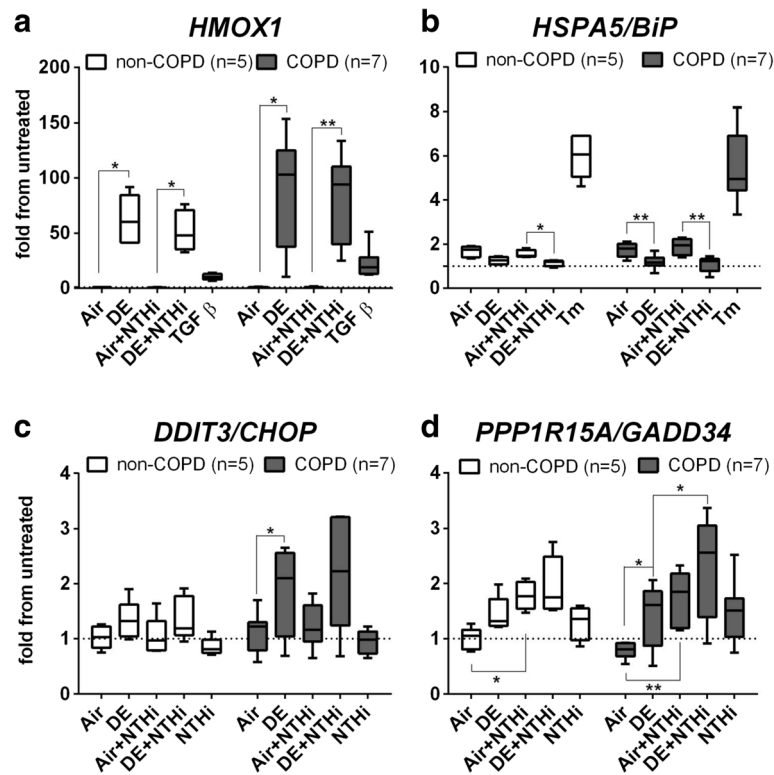 a HMOX1
non-COPD (n=5) COPD (n=7)
fold from untreated
200
150
100
50
0
* * * **
Air DE Air+NTHi DE+NTHi TGF β Air DE Air+NTHi DE+NTHi TGF β
b HSPA5/BiP
non-COPD (n=5) COPD (n=7)
10
8
6
4
2
0
* ** **
Air DE Air+NTHi DE+NTHi Tm Air DE Air+NTHi DE+NTHi Tm
c DDIT3/CHOP
non-COPD (n=5) COPD (n=7)
fold from untreated
4
3
2
1
0
*
Air DE Air+NTHi DE+NTHi NTHi Air DE Air+NTHi DE+NTHi NTHi
d PPP1R15A/GADD34
non-COPD (n=5) COPD (n=7)
4
3
2
1
0
* * * **
Air DE Air+NTHi DE+NTHi NTHi Air DE Air+NTHi DE+NTHi NTHi